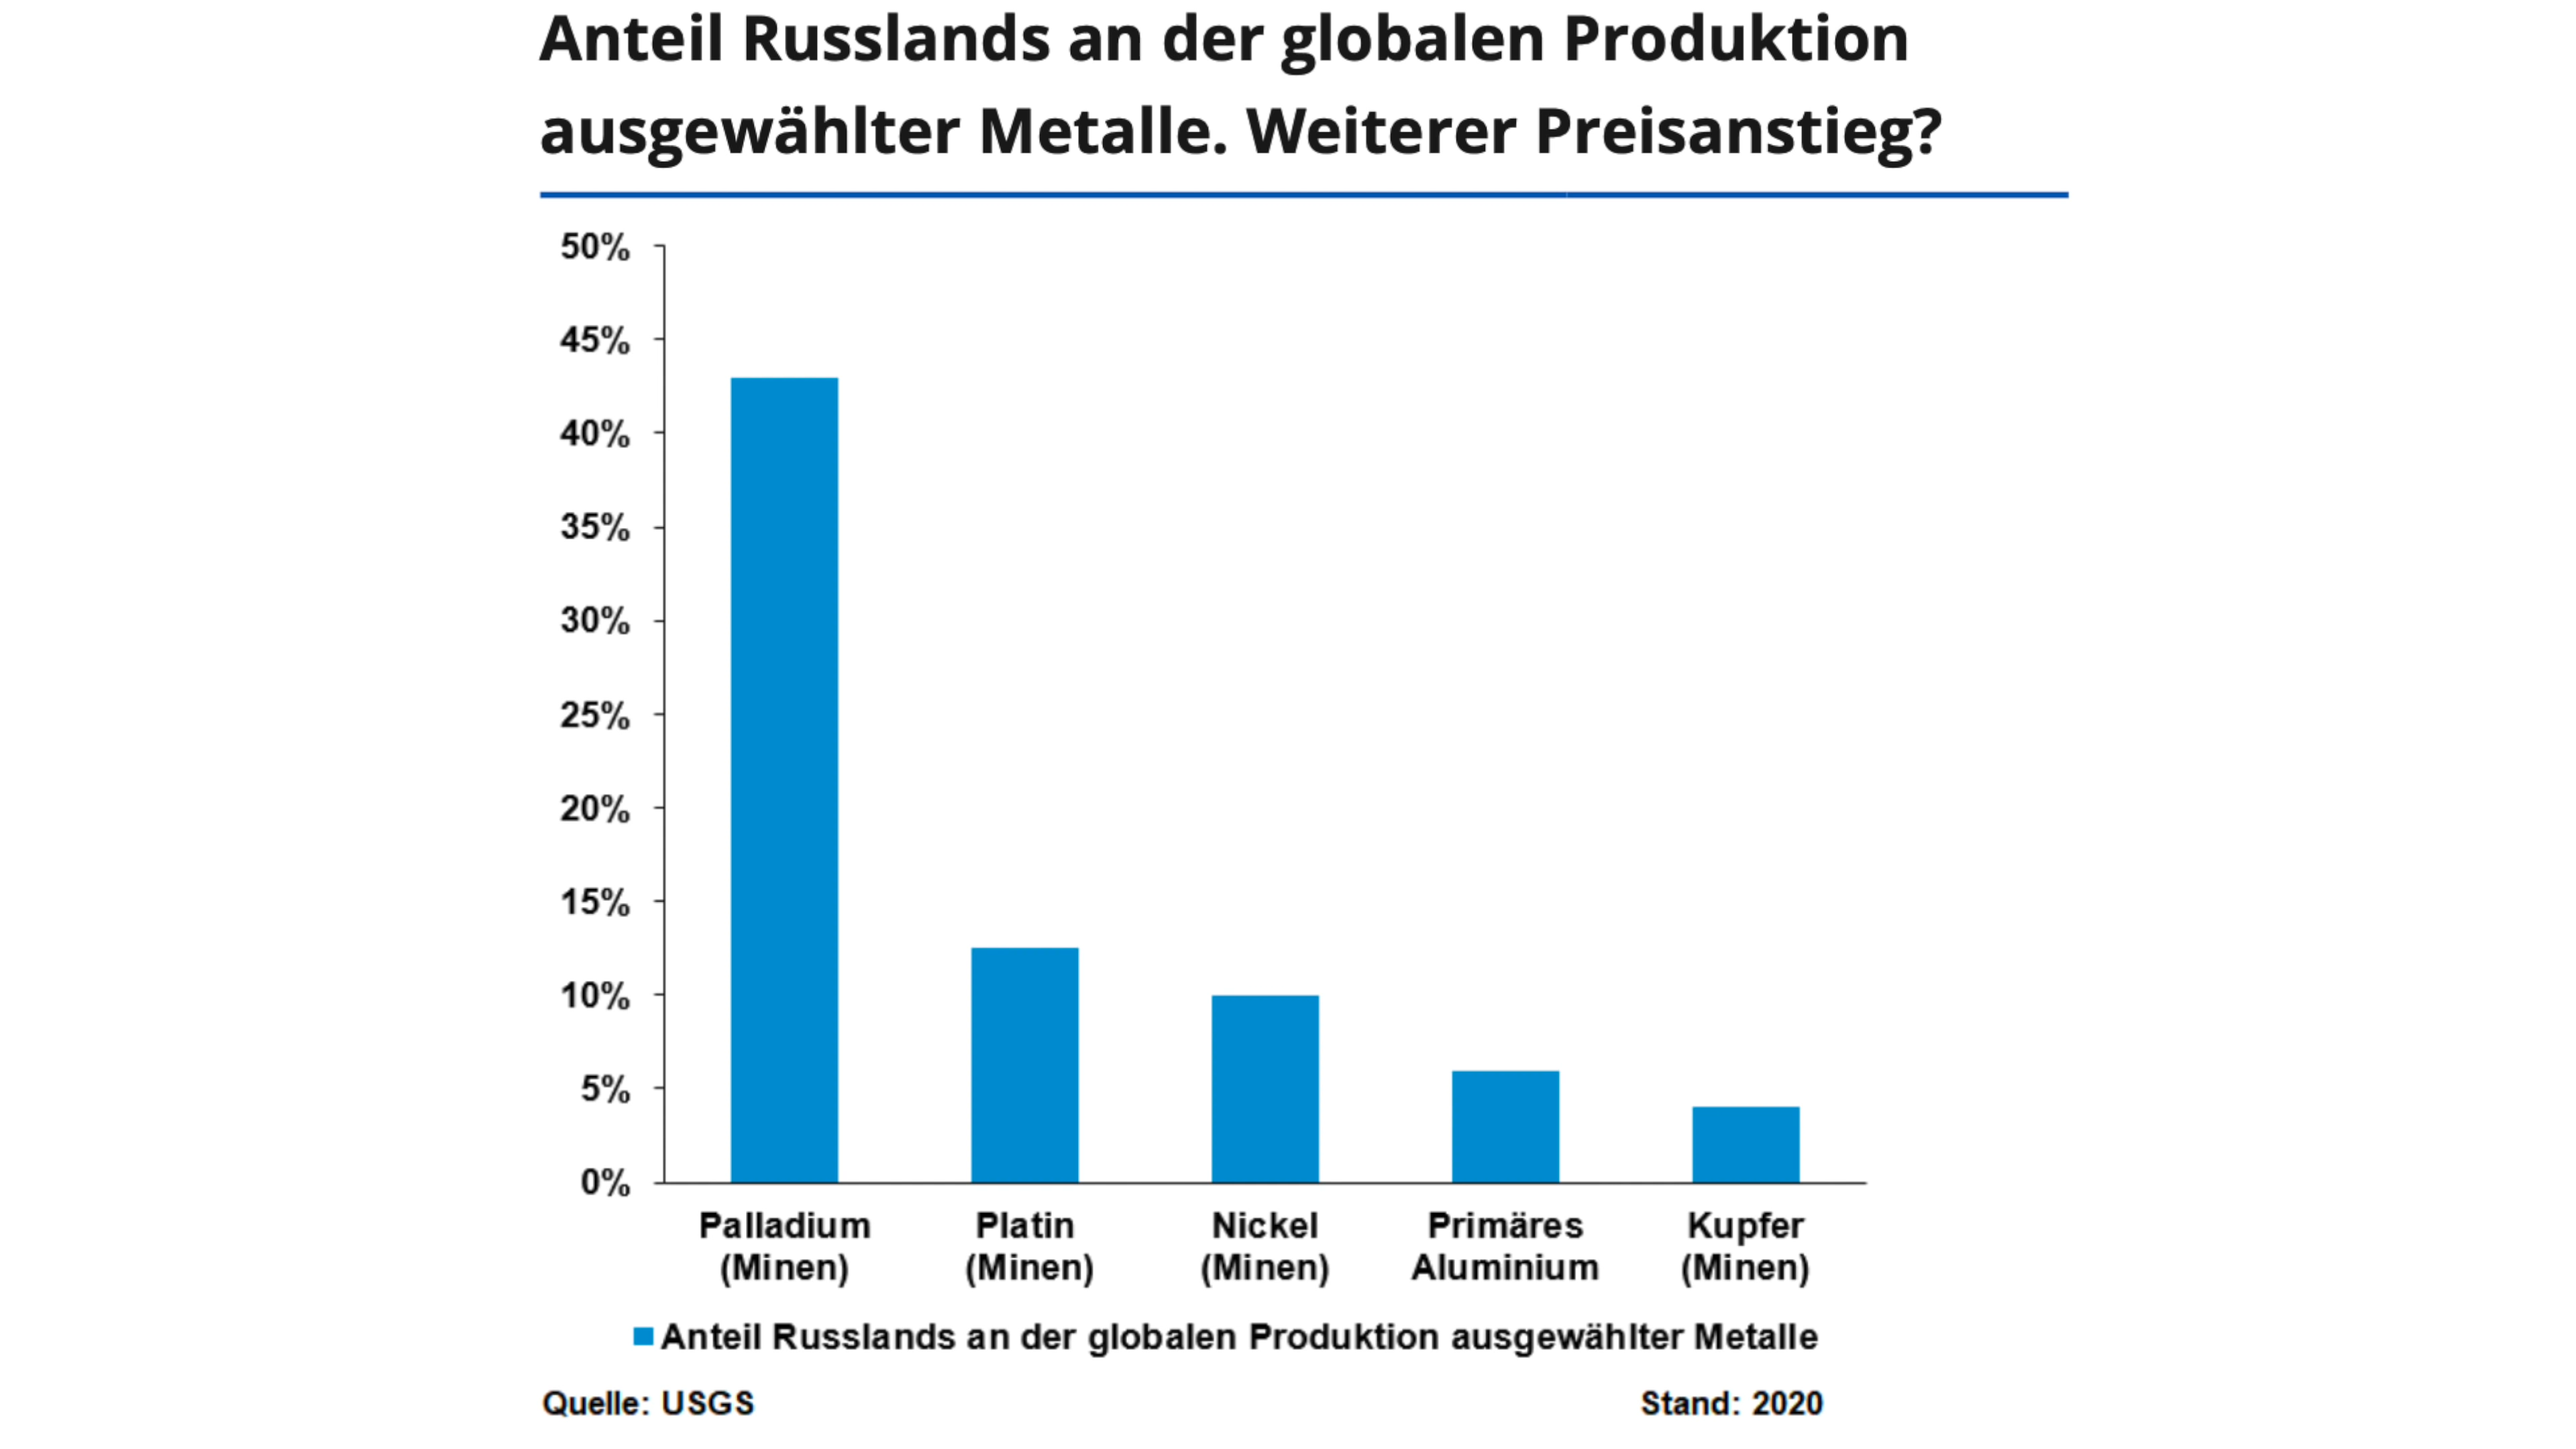 Anteil Russlands an der globalen Produktion
ausgewählter Metalle. Weiterer Preisanstieg?
50%
45%
40%
35%
30%
25%
20%
15%
10%
5%
0%
Palladium
(Minen)
Platin
(Minen)
Nickel
(Minen)
Primäres
Aluminium
Kupfer
(Minen)
Anteil Russlands an der globalen Produktion ausgewählter Metalle
Quelle: USGS
Stand: 2020